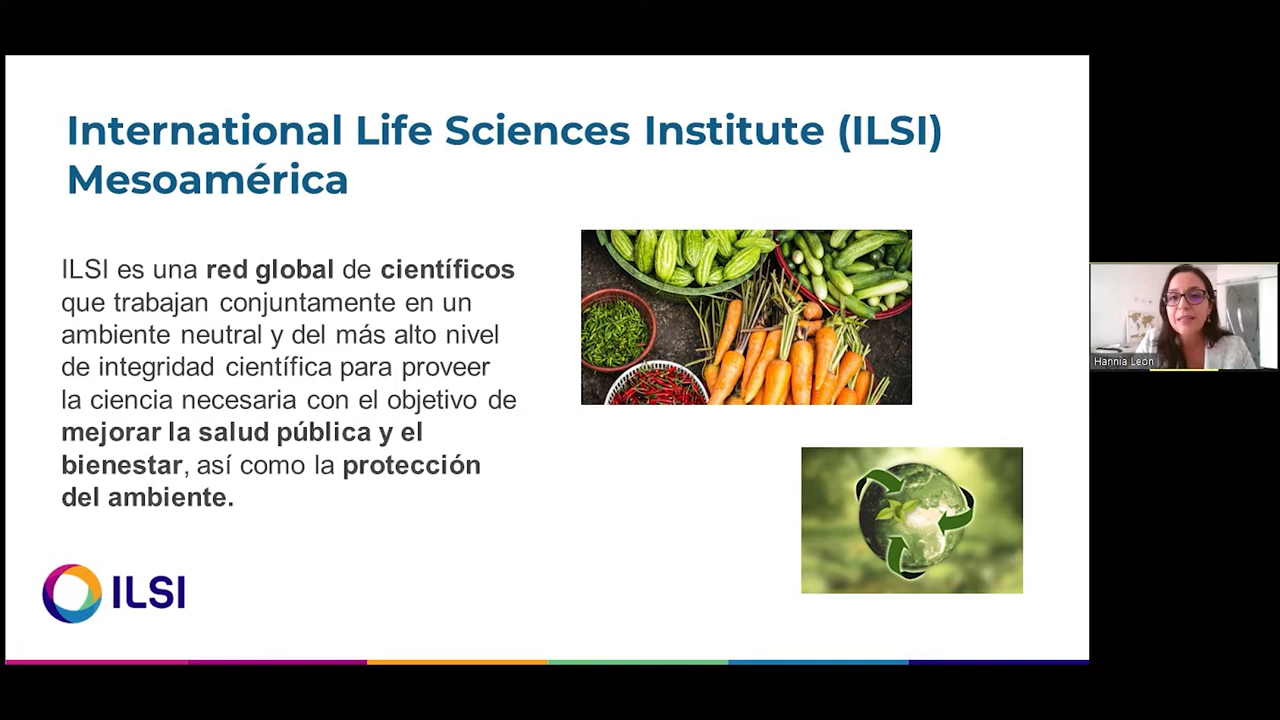 International Life Sciences Institute (ILSI)
Mesoamérica
ILSI es una red global de científicos
que trabajan conjuntamente en un
ambiente neutral y del más alto nivel
de integridad científica para proveer
la ciencia necesaria con el objetivo de
mejorar la salud pública y el
bienestar, así como la protección
del ambiente.
ILSI
Hannia León